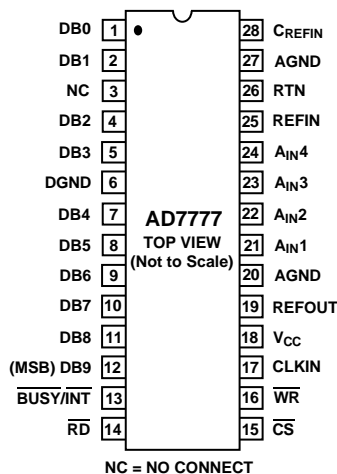 DB0 1 28 CREFIN
DB1 2 27 AGND
NC 3 26 RTN
DB2 4 25 REFIN
DB3 5 24 AIN4
DGND 6 23 AIN3
DB4 7 22 AIN2
DB5 8 21 AIN1
DB6 9 20 AGND
DB7 10 19 REFOUT
DB8 11 18 VCC
(MSB) DB9 12 17 CLKIN
BUSY/INT 13 16 WR
RD 14 15 CS
AD7777
TOP VIEW
(Not to Scale)
NC = NO CONNECT